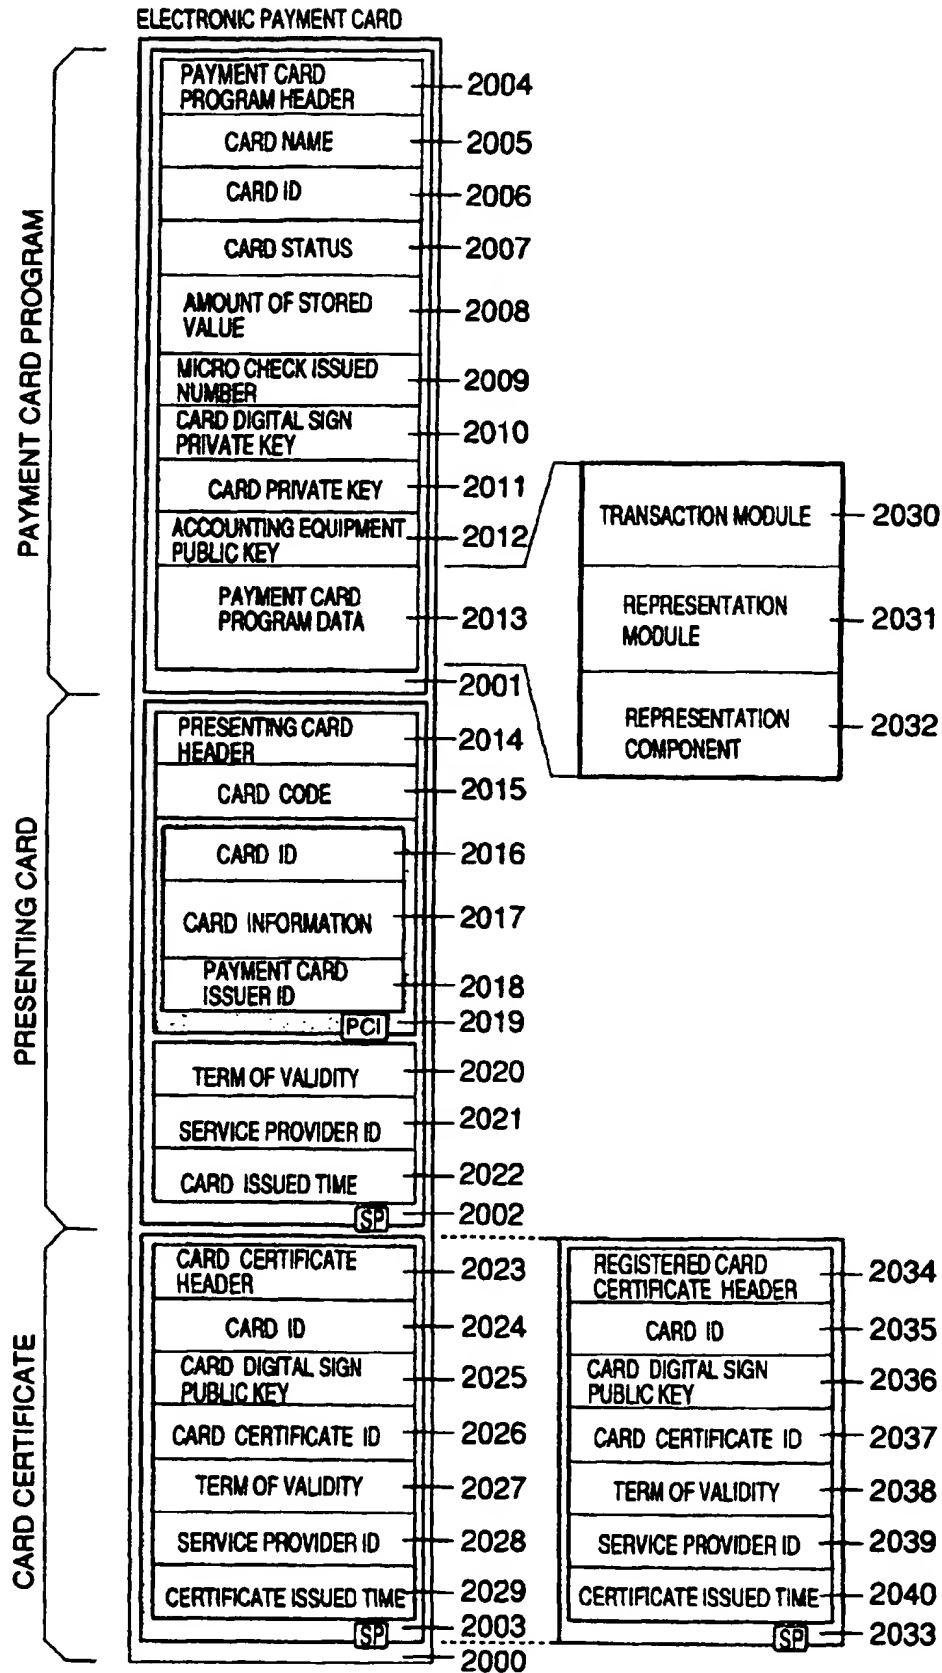 ELECTRONIC PAYMENT CARD
PAYMENT CARD PROGRAM
PAYMENT CARD
PROGRAM HEADER
2004
CARD NAME
2005
CARD ID
2006
CARD STATUS
2007
AMOUNT OF STORED
VALUE
2008
MICRO CHECK ISSUED
NUMBER
2009
CARD DIGITAL SIGN
PRIVATE KEY
2010
CARD PRIVATE KEY
2011
ACCOUNTING EQUIPMENT
PUBLIC KEY
2012
PAYMENT CARD
PROGRAM DATA
2013
2001
TRANSACTION MODULE
2030
REPRESENTATION
MODULE
2031
REPRESENTATION
COMPONENT
2032
PRESENTING CARD
PRESENTING CARD
HEADER
2014
CARD CODE
2015
CARD ID
2016
CARD INFORMATION
2017
PAYMENT CARD
ISSUER ID
2018
PCI
2019
TERM OF VALIDITY
2020
SERVICE PROVIDER ID
2021
CARD ISSUED TIME
2022
SP
2002
CARD CERTIFICATE
CARD CERTIFICATE
HEADER
2023
CARD ID
2024
CARD DIGITAL SIGN
PUBLIC KEY
2025
CARD CERTIFICATE ID
2026
TERM OF VALIDITY
2027
SERVICE PROVIDER ID
2028
CERTIFICATE ISSUED TIME
2029
SP
2003
2000
REGISTERED CARD
CERTIFICATE HEADER
2034
CARD ID
2035
CARD DIGITAL SIGN
PUBLIC KEY
2036
CARD CERTIFICATE ID
2037
TERM OF VALIDITY
2038
SERVICE PROVIDER ID
2039
CERTIFICATE ISSUED TIME
2040
SP
2033